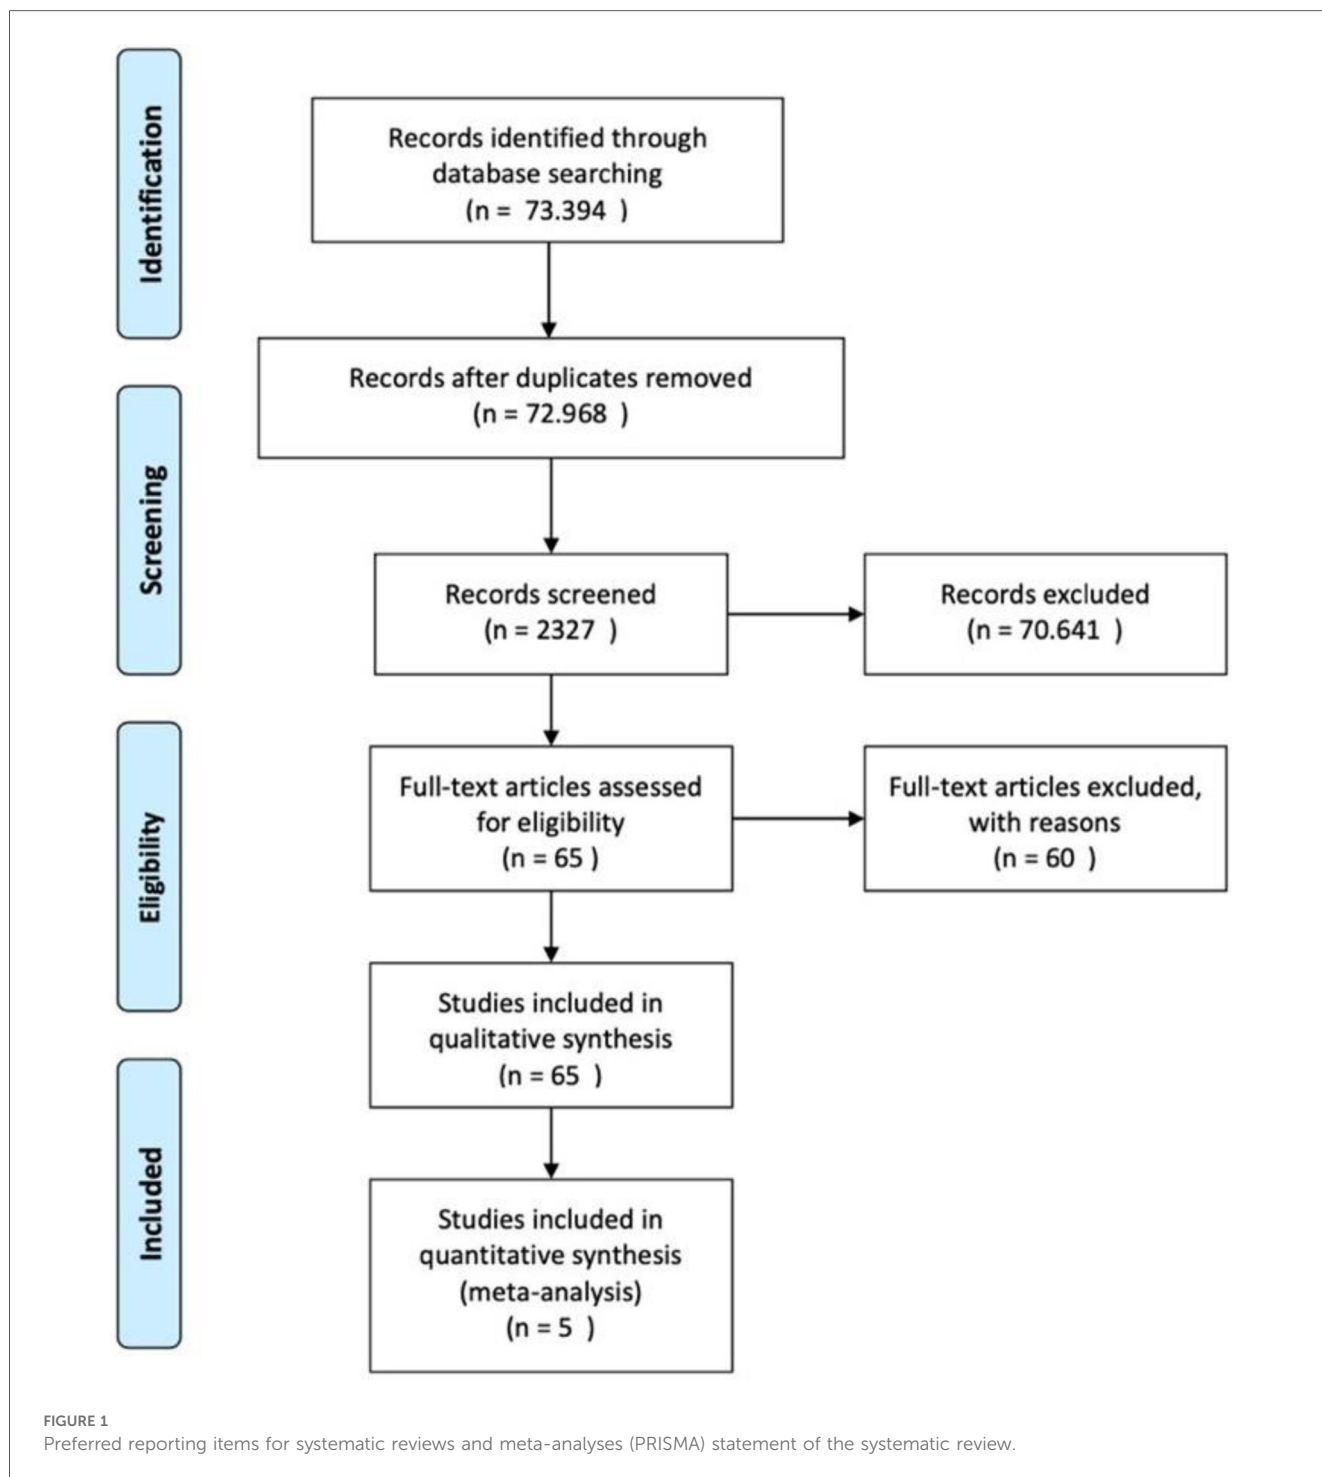 Identification
Records identified through
database searching
(n = 73.394 )
Records after duplicates removed
(n = 72.968 )
Screening
Records screened
(n = 2327 )
Records excluded
(n = 70.641 )
Eligibility
Full-text articles assessed
for eligibility
(n = 65 )
Full-text articles excluded,
with reasons
(n = 60 )
Studies included in
qualitative synthesis
(n = 65 )
Included
Studies included in
quantitative synthesis
(meta-analysis)
(n = 5 )
FIGURE 1
Preferred reporting items for systematic reviews and meta-analyses (PRISMA) statement of the systematic review.